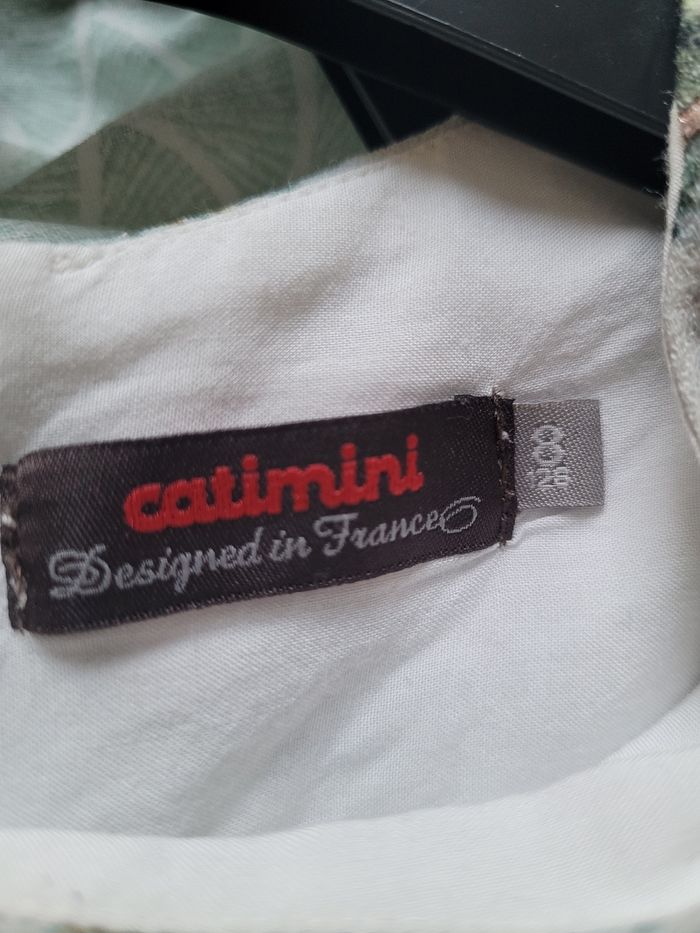 catimini
Designed in France